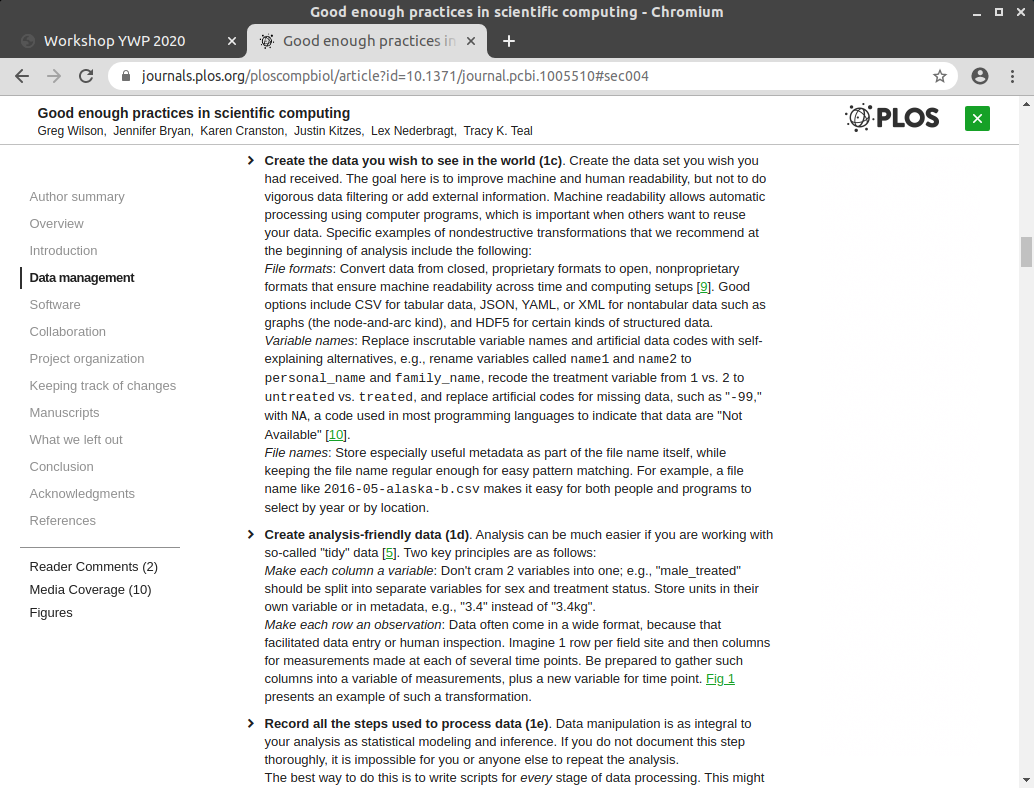 Good enough practices in scientific computing - Chromium
Workshop YWP 2020
Good enough practices in
journals.plos.org/ploscompbiol/article?id=10.1371/journal.pcbi.1005510#sec004
Good enough practices in scientific computing
Greg Wilson, Jennifer Bryan, Karen Cranston, Justin Kitzes, Lex Nederbragt, Tracy K. Teal
PLOS
Author summary
Overview
Introduction
Data management
Software
Collaboration
Project organization
Keeping track of changes
Manuscripts
What we left out
Conclusion
Acknowledgments
References
Reader Comments (2)
Media Coverage (10)
Figures
Create the data you wish to see in the world (1c). Create the data set you wish you
had received. The goal here is to improve machine and human readability, but not to do
vigorous data filtering or add external information. Machine readability allows automatic
processing using computer programs, which is important when others want to reuse
your data. Specific examples of nondestructive transformations that we recommend at
the beginning of analysis include the following:
File formats: Convert data from closed, proprietary formats to open, nonproprietary
formats that ensure machine readability across time and computing setups [9]. Good
options include CSV for tabular data, JSON, YAML, or XML for nontabular data such as
graphs (the node-and-arc kind), and HDF5 for certain kinds of structured data.
Variable names: Replace inscrutable variable names and artificial data codes with self-
explaining alternatives, e.g., rename variables called name1 and name2 to
personal_name and family_name, recode the treatment variable from 1 vs. 2 to
untreated vs. treated, and replace artificial codes for missing data, such as "-99,"
with NA, a code used in most programming languages to indicate that data are "Not
Available" [10].
File names: Store especially useful metadata as part of the file name itself, while
keeping the file name regular enough for easy pattern matching. For example, a file
name like 2016-05-alaska-b.csv makes it easy for both people and programs to
select by year or by location.
Create analysis-friendly data (1d). Analysis can be much easier if you are working with
so-called "tidy" data [5]. Two key principles are as follows:
Make each column a variable: Don't cram 2 variables into one; e.g., "male_treated"
should be split into separate variables for sex and treatment status. Store units in their
own variable or in metadata, e.g., "3.4" instead of "3.4kg".
Make each row an observation: Data often come in a wide format, because that
facilitated data entry or human inspection. Imagine 1 row per field site and then columns
for measurements made at each of several time points. Be prepared to gather such
columns into a variable of measurements, plus a new variable for time point. Fig 1
presents an example of such a transformation.
Record all the steps used to process data (1e). Data manipulation is as integral to
your analysis as statistical modeling and inference. If you do not document this step
thoroughly, it is impossible for you or anyone else to repeat the analysis.
The best way to do this is to write scripts for every stage of data processing. This might